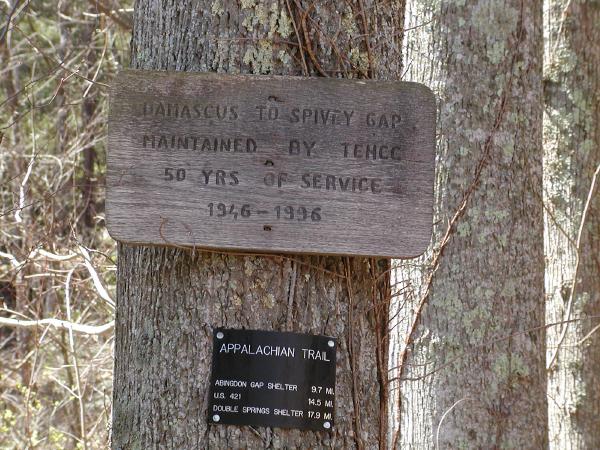 DAMASCUS TO SPIVEY GAP
MAINTAINED BY TEHCC
50 YRS OF SERVICE
1946-1996
APPALACHIAN TRAIL
ABINGDON GAP SHELTER 9.7 MI.
U.S. 421 14.5 MI.
DOUBLE SPRINGS SHELTER 17.9 MI.